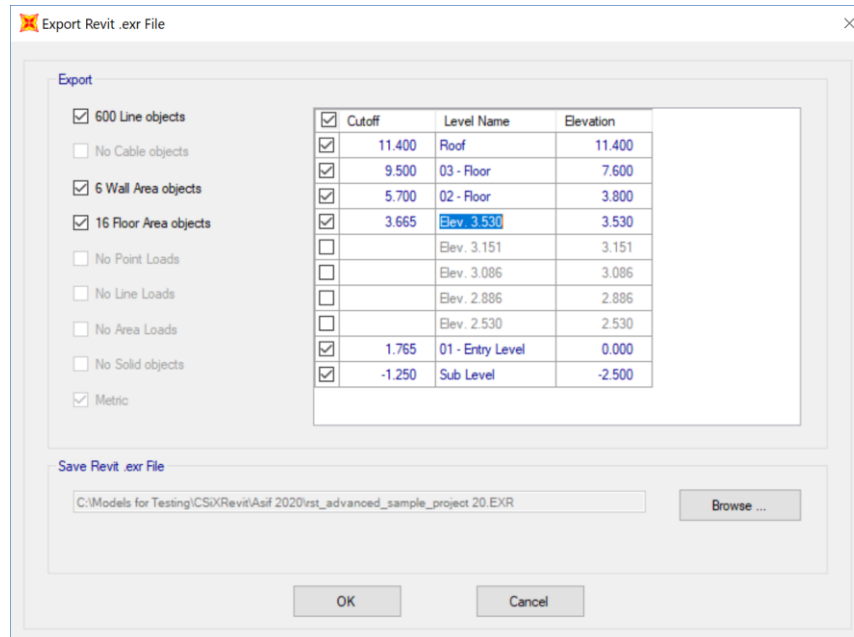 Export Revit .exr File
Export
600 Line objects
No Cable objects
6 Wall Area objects
16 Floor Area objects
No Point Loads
No Line Loads
No Area Loads
No Solid objects
Metric
Cutoff Level Name Elevation
11.400 Roof 11.400
9.500 03 - Floor 7.600
5.700 02 - Floor 3.800
3.665 Elev. 3.530 3.530
Elev. 3.151 3.151
Elev. 3.086 3.086
Elev. 2.886 2.886
Elev. 2.530 2.530
1.765 01 - Entry Level 0.000
-1.250 Sub Level -2.500
Save Revit .exr File
C:\Models for Testing\CSiXRevit\Asif 2020\rst_advanced_sample_project 20.EXR
Browse ...
OK Cancel